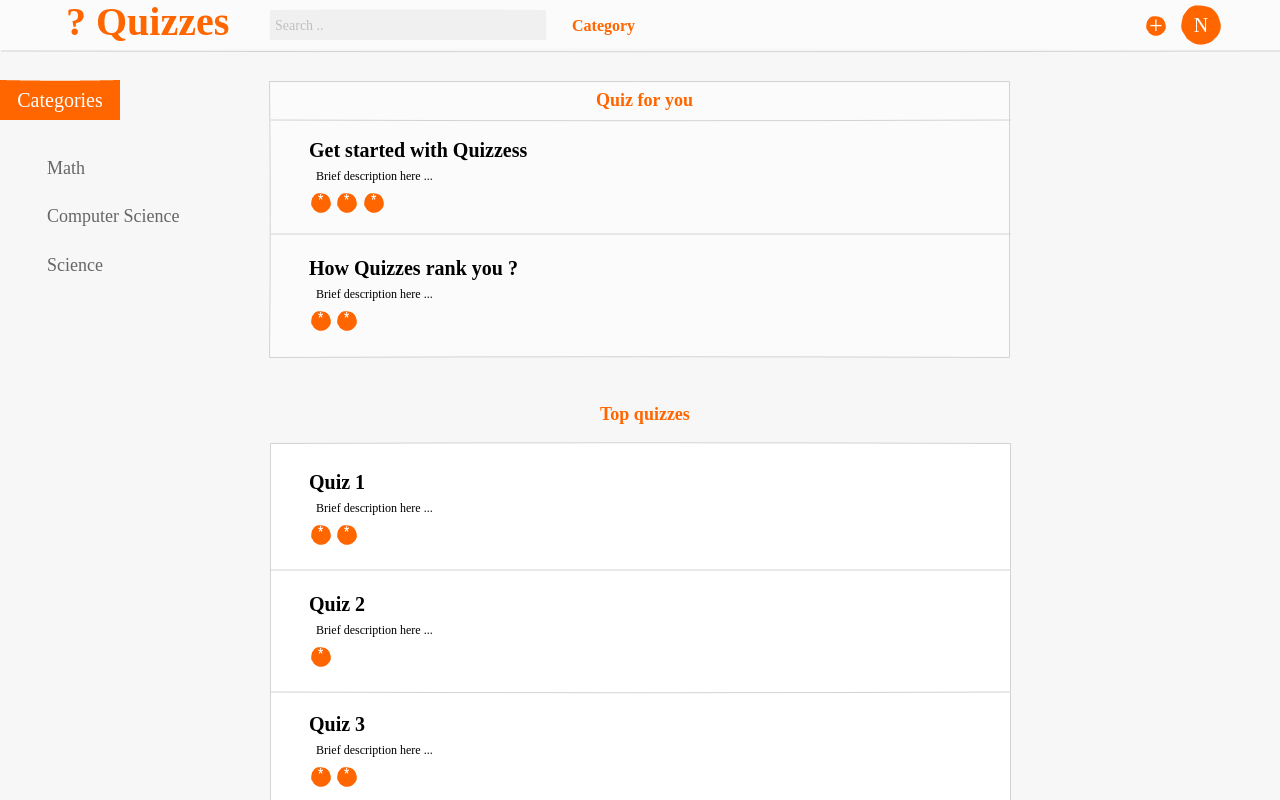 ? Quizzes
Search ..
Category
+
N
Categories
Math
Computer Science
Science
Quiz for you
Get started with Quizzess
Brief description here ...
* * *
How Quizzes rank you ?
Brief description here ...
* *
Top quizzes
Quiz 1
Brief description here ...
* *
Quiz 2
Brief description here ...
*
Quiz 3
Brief description here ...
* *